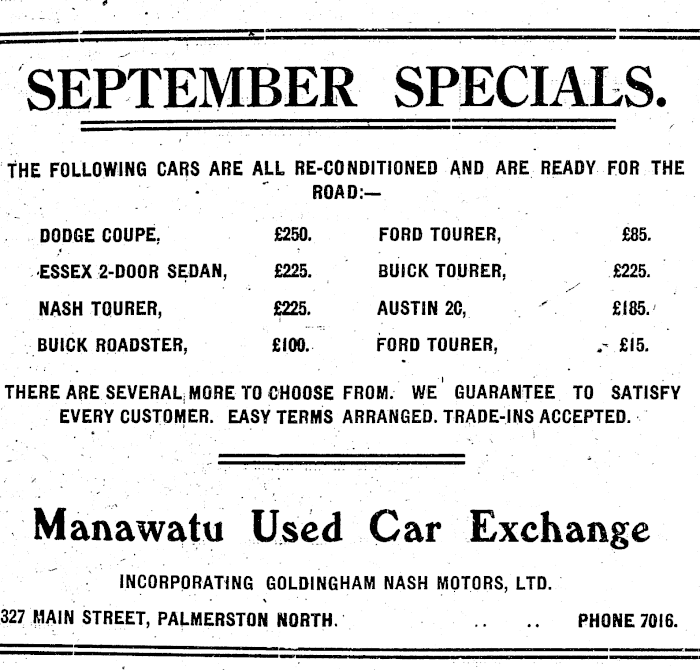 SEPTEMBER SPECIALS.
THE FOLLOWING CARS ARE ALL RE-CONDITIONED AND ARE READY FOR THE
ROAD:—
DODGE COUPE, £250. FORD TOURER, £85.
ESSEX 2-DOOR SEDAN, £225. BUICK TOURER, £225.
NASH TOURER, £225. AUSTIN 20, £185.
BUICK ROADSTER, £100. FORD TOURER, £15.
THERE ARE SEVERAL MORE TO CHOOSE FROM. WE GUARANTEE TO SATISFY
EVERY CUSTOMER. EASY TERMS ARRANGED. TRADE-INS ACCEPTED.
Manawatu Used Car Exchange
INCORPORATING GOLDINGHAM NASH MOTORS, LTD.
327 MAIN STREET, PALMERSTON NORTH. .. .. PHONE 7016.